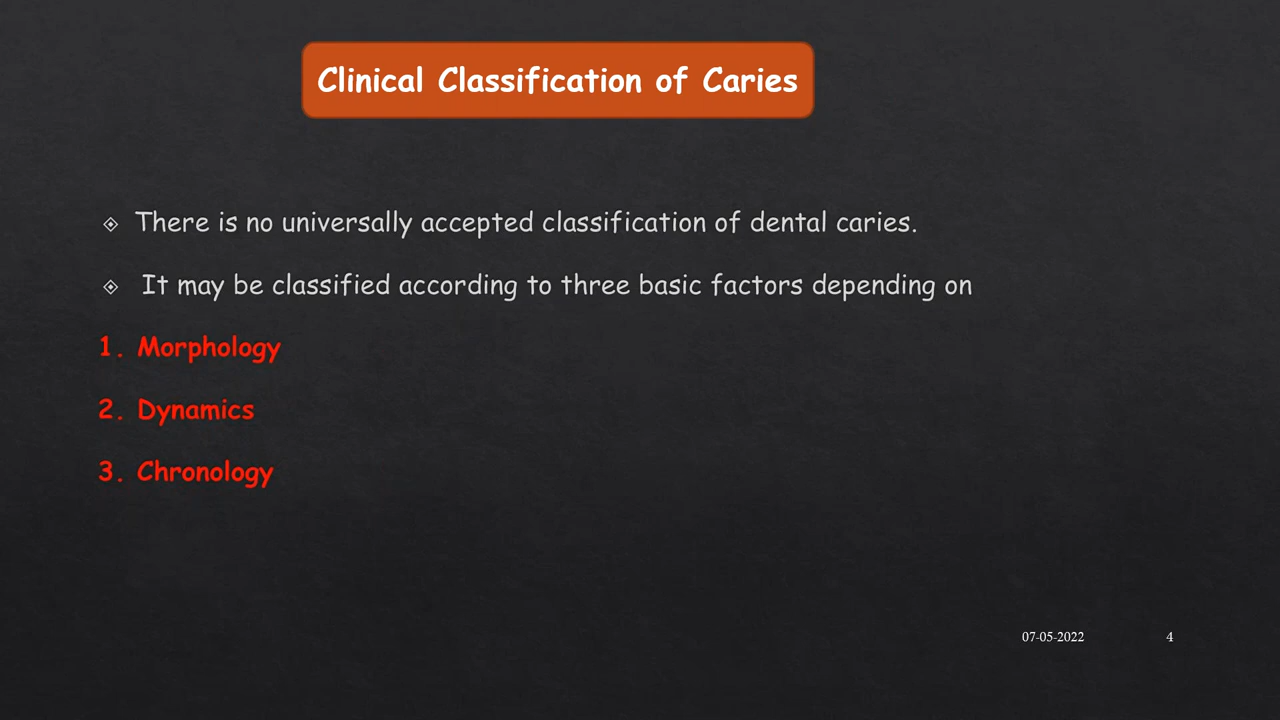 Clinical Classification of Caries
There is no universally accepted classification of dental caries.
It may be classified according to three basic factors depending on
1. Morphology
2. Dynamics
3. Chronology
07-05-2022 4